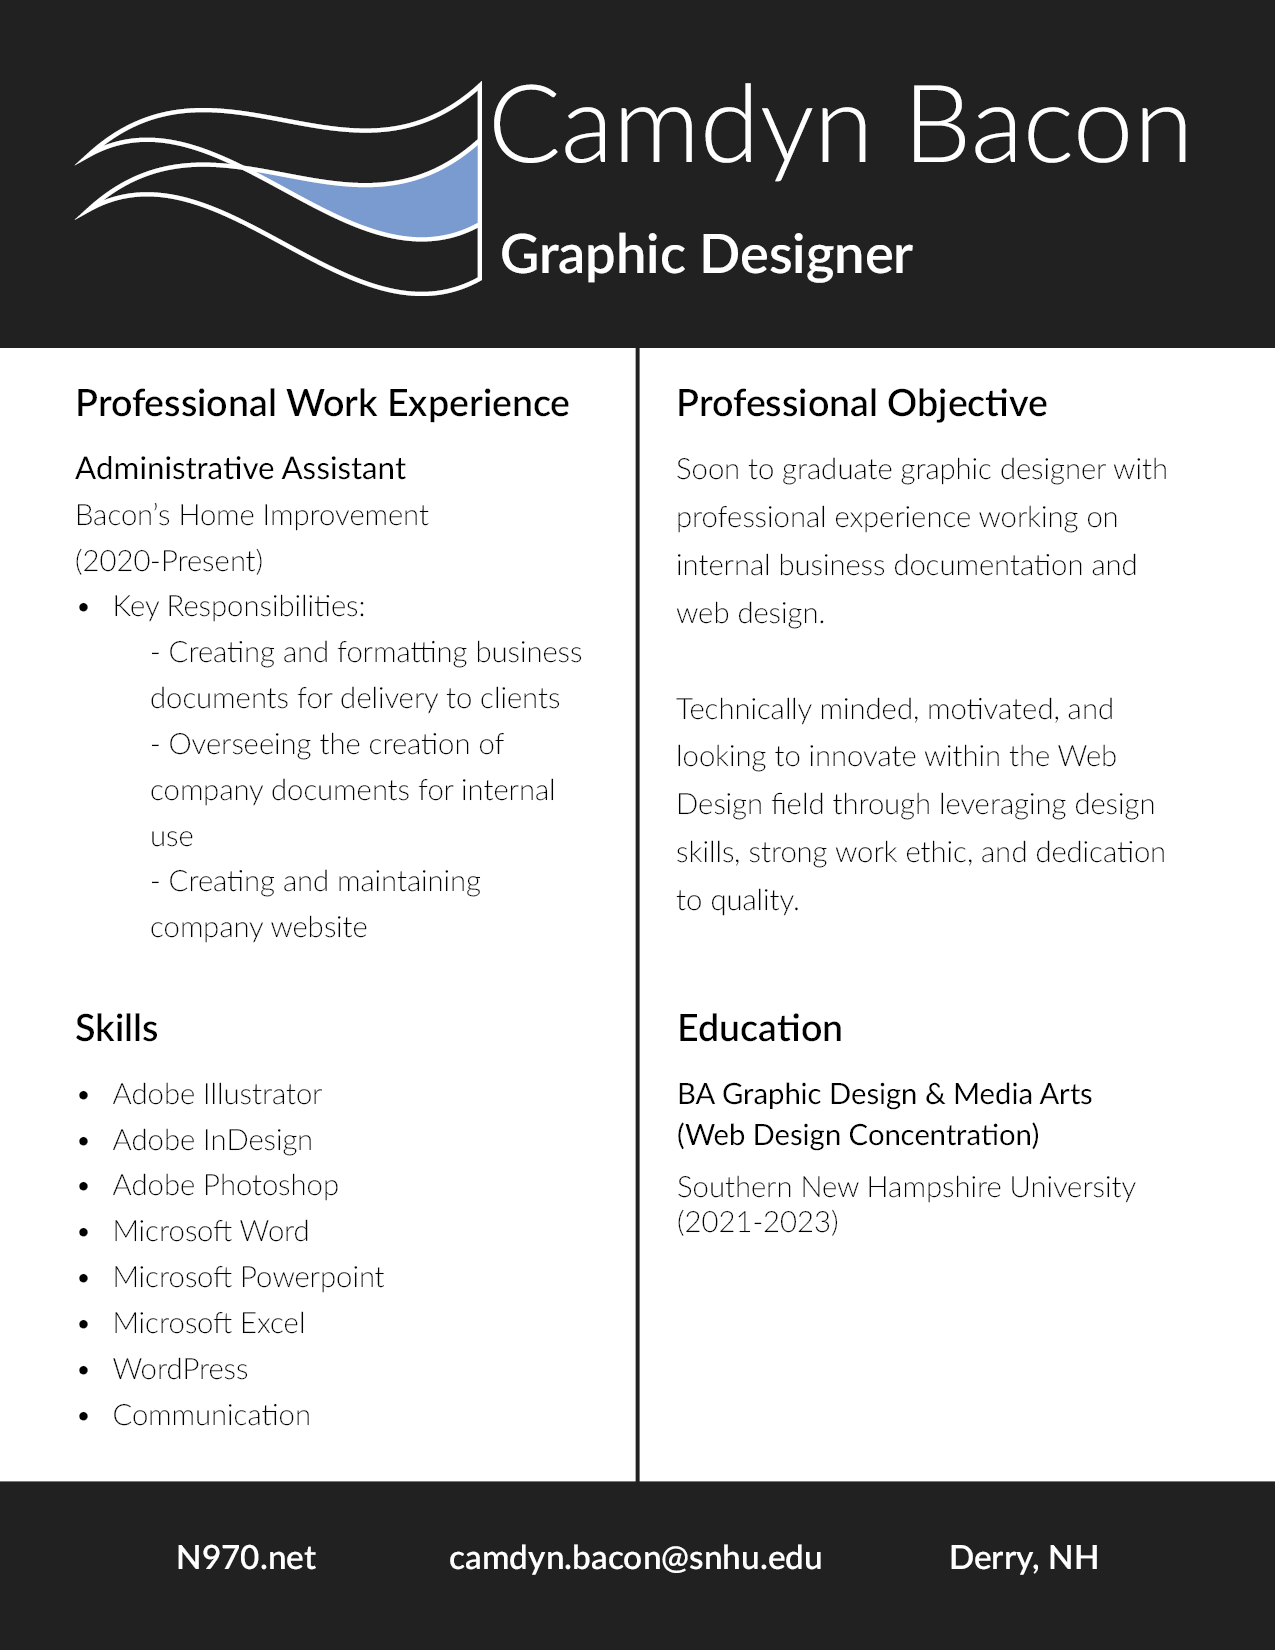 Camdyn Bacon
Graphic Designer
Professional Work Experience
Administrative Assistant
Bacon’s Home Improvement
(2020-Present)
• Key Responsibilities:
- Creating and formatting business
documents for delivery to clients
- Overseeing the creation of
company documents for internal
use
- Creating and maintaining
company website
Skills
• Adobe Illustrator
• Adobe InDesign
• Adobe Photoshop
• Microsoft Word
• Microsoft Powerpoint
• Microsoft Excel
• WordPress
• Communication
Professional Objective
Soon to graduate graphic designer with
professional experience working on
internal business documentation and
web design.
Technically minded, motivated, and
looking to innovate within the Web
Design field through leveraging design
skills, strong work ethic, and dedication
to quality.
Education
BA Graphic Design & Media Arts
(Web Design Concentration)
Southern New Hampshire University
(2021-2023)
N970.net
camdyn.bacon@snhu.edu
Derry, NH